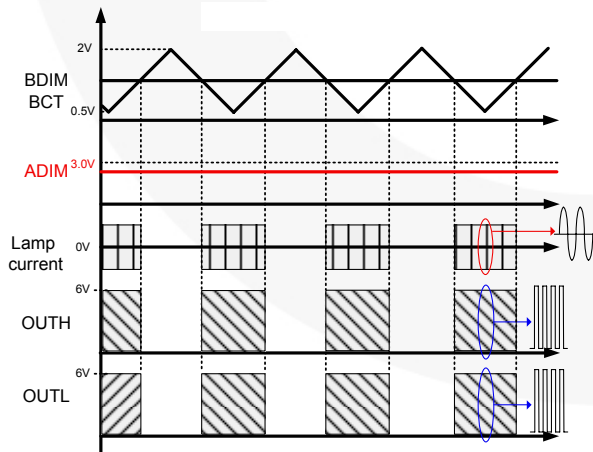 2V
BDIM
BCT
0.5V
ADIM 3.0V
Lamp
current
0V
6V
OUTH
6V
OUTL